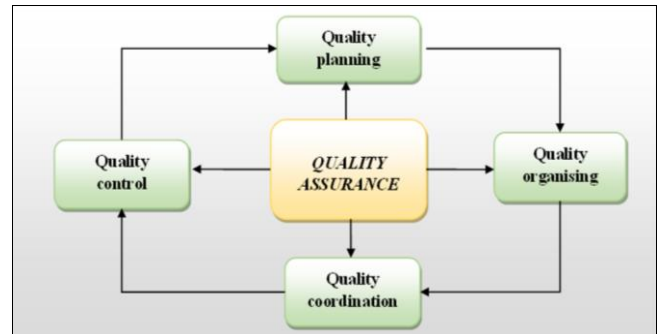 Quality
planning
Quality
control
QUALITY
ASSURANCE
Quality
organising
Quality
coordination